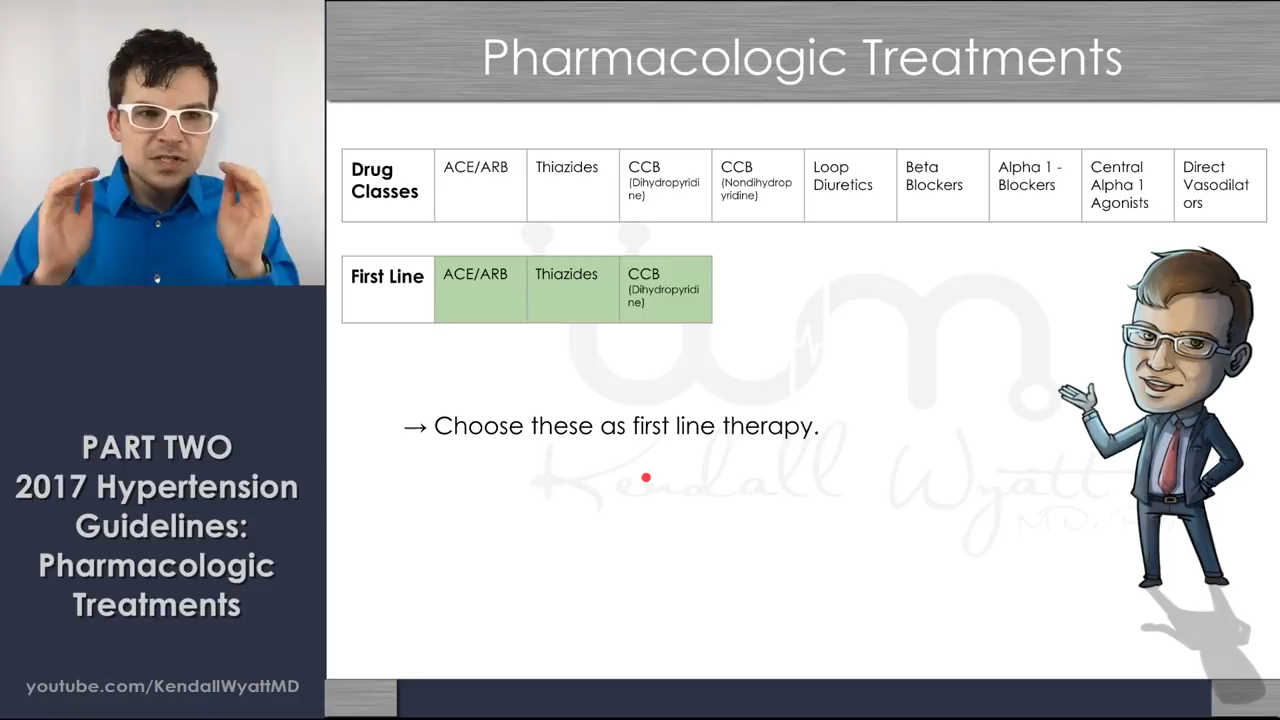 Pharmacologic Treatments
Drug
Classes
ACE/ARB
Thiazides
CCB
(Dihydropyridi
ne)
CCB
(Nondihydrop
yridine)
Loop
Diuretics
Beta
Blockers
Alpha 1 -
Blockers
Central
Alpha 1
Agonists
Direct
Vasodilat
ors
First Line
ACE/ARB
Thiazides
CCB
(Dihydropyridi
ne)
→ Choose these as first line therapy.
Kendall Wyatt
PART TWO
2017 Hypertension
Guidelines:
Pharmacologic
Treatments
youtube.com/KendallWyattMD